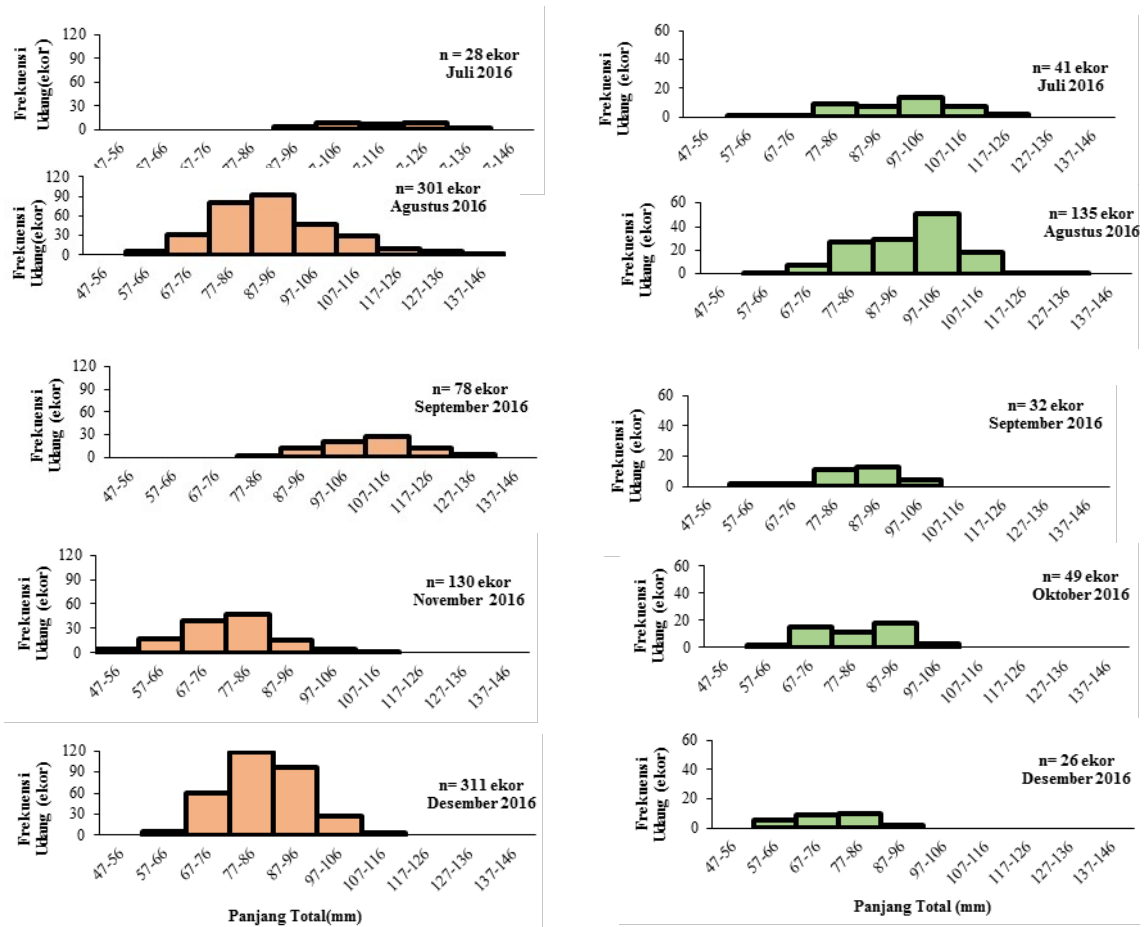 Frekuensi
Udang(ekor)
120
90
60
30
0
n = 28 ekor
Juli 2016
57-66 67-76 77-86 87-96
Frekuensi
Udang(ekor)
120
90
60
30
0
n= 301 ekor
Agustus 2016
47-56 57-66 67-76 77-86 87-96 97-106 107-116 117-126 127-136 137-146
Frekuensi
Udang (ekor)
120
90
60
30
0
n= 78 ekor
September 2016
47-56 57-66 67-76 77-86 87-96 97-106 107-116 117-126 127-136 137-146
Frekuensi
Udang (ekor)
120
90
60
30
0
n= 130 ekor
November 2016
47-56 57-66 67-76 77-86 87-96 97-106 107-116 117-126 127-136 137-146
Frekuensi
Udang (ekor)
120
90
60
30
0
n= 311 ekor
Desember 2016
47-56 57-66 67-76 77-86 87-96 97-106 107-116 117-126 127-136 137-146
Panjang Total(mm)
Frekuensi
Udang (ekor)
60
40
20
0
n= 41 ekor
Juli 2016
47-56 57-66 67-76 77-86 87-96 97-106 107-116 117-126 127-136 137-146
Frekuensi
Udang (ekor)
60
40
20
0
n= 135 ekor
Agustus 2016
47-56 57-66 67-76 77-86 87-96 97-106 107-116 117-126 127-136 137-146
Frekuensi
Udang (ekor)
60
40
20
0
n= 32 ekor
September 2016
47-56 57-66 67-76 77-86 87-96 97-106 107-116 117-126 127-136 137-146
Frekuensi
Udang (ekor)
60
40
20
0
n= 49 ekor
Oktober 2016
47-56 57-66 67-76 77-86 87-96 97-106 107-116 117-126 127-136 137-146
Frekuensi
Udang (ekor)
60
40
20
0
n= 26 ekor
Desember 2016
47-56 57-66 67-76 77-86 87-96 97-106 107-116 117-126 127-136 137-146
Panjang Total (mm)